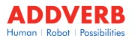 ADDVERB
Human | Robot | Possibilities